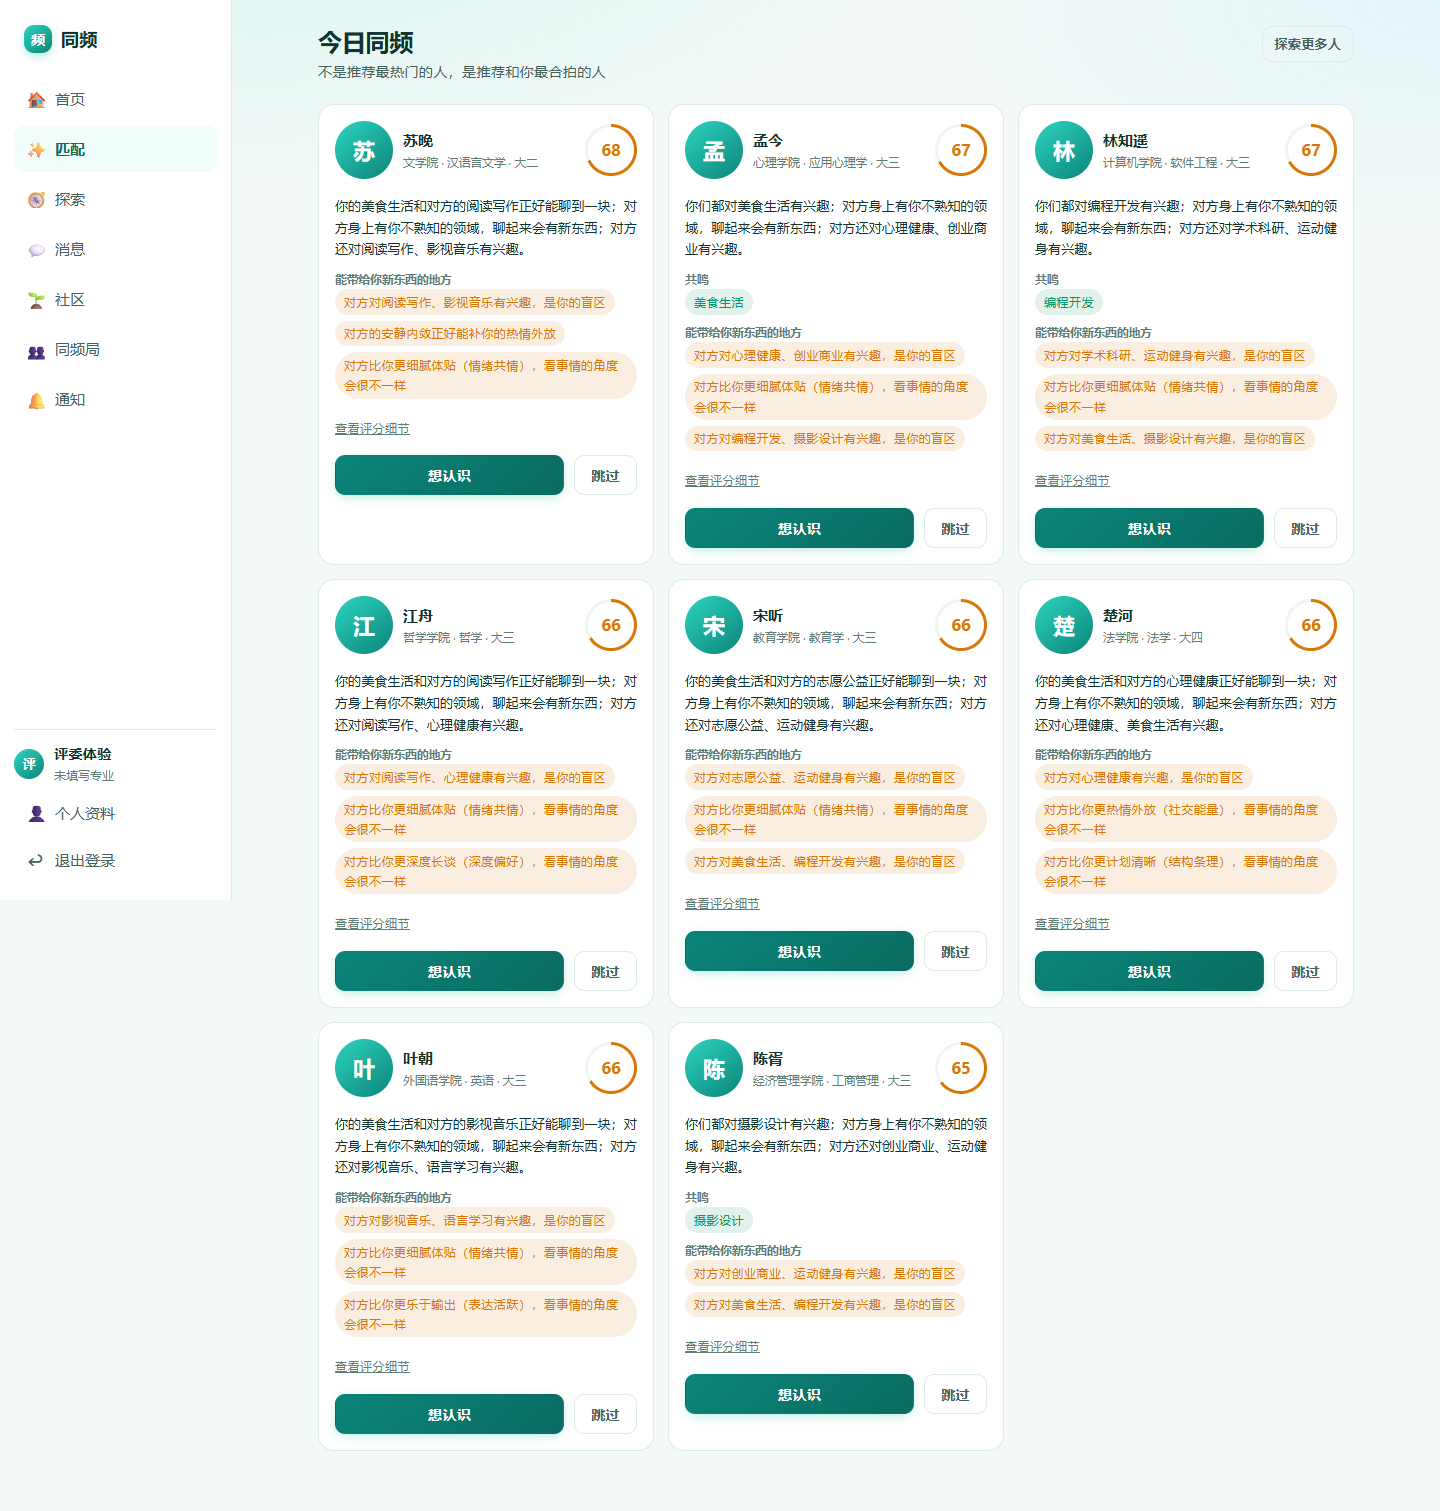 频 同频
首页
匹配
探索
消息
社区
同频局
通知
评 评委体验
未填写专业
个人资料
退出登录
今日同频
不是推荐最热门的人，是推荐和你最合拍的人
探索更多人
苏 苏晚
文学院 · 汉语言文学 · 大二
68
你的美食生活和对方的阅读写作正好能聊到一块；对
方身上有你不熟知的领域，聊起来会有新东西；对方
还对阅读写作、影视音乐有兴趣。
能带给你新东西的地方
对方对阅读写作、影视音乐有兴趣，是你的盲区
对方的安静内敛正好能补你的热情外放
对方比你更细腻体贴（情绪共情），看事情的角度
会很不一样
查看评分细节
想认识 跳过
孟 孟今
心理学院 · 应用心理学 · 大三
67
你们都对美食生活有兴趣；对方身上有你不熟知的领
域，聊起来会有新东西；对方还对心理健康、创业商
业有兴趣。
共鸣
美食生活
能带给你新东西的地方
对方对心理健康、创业商业有兴趣，是你的盲区
对方比你更细腻体贴（情绪共情），看事情的角度
会很不一样
对方对编程开发、摄影设计有兴趣，是你的盲区
查看评分细节
想认识 跳过
林 林知遥
计算机学院 · 软件工程 · 大三
67
你们都对编程开发有兴趣；对方身上有你不熟知的领
域，聊起来会有新东西；对方还对学术科研、运动健
身有兴趣。
共鸣
编程开发
能带给你新东西的地方
对方对学术科研、运动健身有兴趣，是你的盲区
对方比你更细腻体贴（情绪共情），看事情的角度
会很不一样
对方对美食生活、摄影设计有兴趣，是你的盲区
查看评分细节
想认识 跳过
江 江舟
哲学学院 · 哲学 · 大三
66
你的美食生活和对方的阅读写作正好能聊到一块；对
方身上有你不熟知的领域，聊起来会有新东西；对方
还对阅读写作、心理健康有兴趣。
能带给你新东西的地方
对方对阅读写作、心理健康有兴趣，是你的盲区
对方比你更细腻体贴（情绪共情），看事情的角度
会很不一样
对方比你更深度长谈（深度偏好），看事情的角度
会很不一样
查看评分细节
想认识 跳过
宋 宋听
教育学院 · 教育学 · 大三
66
你的美食生活和对方的志愿公益正好能聊到一块；对
方身上有你不熟知的领域，聊起来会有新东西；对方
还对志愿公益、运动健身有兴趣。
能带给你新东西的地方
对方对志愿公益、运动健身有兴趣，是你的盲区
对方比你更细腻体贴（情绪共情），看事情的角度
会很不一样
对方对美食生活、编程开发有兴趣，是你的盲区
查看评分细节
想认识 跳过
楚 楚河
法学院 · 法学 · 大四
66
你的美食生活和对方的心理健康正好能聊到一块；对
方身上有你不熟知的领域，聊起来会有新东西；对方
还对心理健康、美食生活有兴趣。
能带给你新东西的地方
对方对心理健康有兴趣，是你的盲区
对方比你更热情外放（社交能量），看事情的角度
会很不一样
对方比你更计划清晰（结构条理），看事情的角度
会很不一样
查看评分细节
想认识 跳过
叶 叶朝
外国语学院 · 英语 · 大三
66
你的美食生活和对方的影视音乐正好能聊到一块；对
方身上有你不熟知的领域，聊起来会有新东西；对方
还对影视音乐、语言学习有兴趣。
能带给你新东西的地方
对方对影视音乐、语言学习有兴趣，是你的盲区
对方比你更细腻体贴（情绪共情），看事情的角度
会很不一样
对方比你更乐于输出（表达活跃），看事情的角度
会很不一样
查看评分细节
想认识 跳过
陈 陈胥
经济管理学院 · 工商管理 · 大三
65
你们都对摄影设计有兴趣；对方身上有你不熟知的领
域，聊起来会有新东西；对方还对创业商业、运动健
身有兴趣。
共鸣
摄影设计
能带给你新东西的地方
对方对创业商业、运动健身有兴趣，是你的盲区
对方对美食生活、编程开发有兴趣，是你的盲区
查看评分细节
想认识 跳过